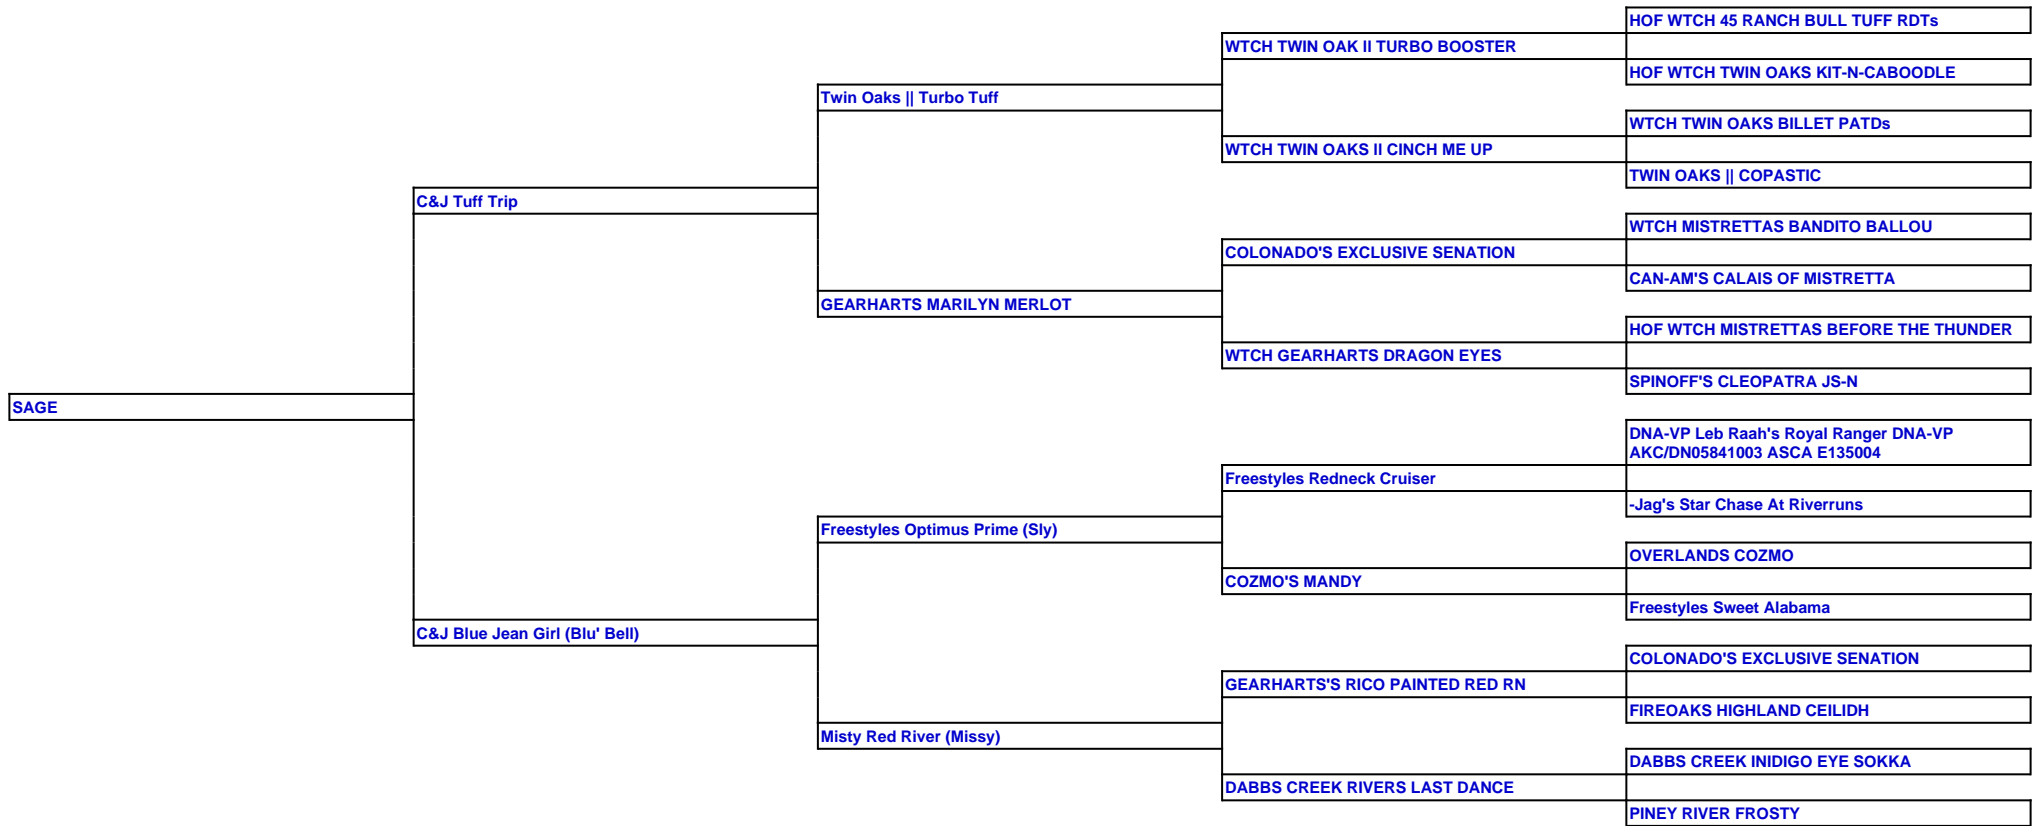 HOF WTCH 45 RANCH BULL TUFF RDTs
WTCH TWIN OAK II TURBO BOOSTER
HOF WTCH TWIN OAKS KIT-N-CABOODLE
Twin Oaks || Turbo Tuff
WTCH TWIN OAKS BILLET PATDs
WTCH TWIN OAKS II CINCH ME UP
TWIN OAKS || COPASTIC
C&J Tuff Trip
WTCH MISTRETTAS BANDITO BALLOU
COLONADO'S EXCLUSIVE SENATION
CAN-AM'S CALAIS OF MISTRETTA
GEARHARTS MARILYN MERLOT
HOF WTCH MISTRETTAS BEFORE THE THUNDER
WTCH GEARHARTS DRAGON EYES
SPINOFF'S CLEOPATRA JS-N
SAGE
DNA-VP Leb Raah's Royal Ranger DNA-VP
AKC/DN05841003 ASCA E135004
Freestyles Redneck Cruiser
-Jag's Star Chase At Riverruns
Freestyles Optimus Prime (Sly)
OVERLANDS COZMO
COZMO'S MANDY
Freestyles Sweet Alabama
C&J Blue Jean Girl (Blu' Bell)
COLONADO'S EXCLUSIVE SENATION
GEARHARTS'S RICO PAINTED RED RN
FIREOAKS HIGHLAND CEILIDH
Misty Red River (Missy)
DABBS CREEK INIDIGO EYE SOKKA
DABBS CREEK RIVERS LAST DANCE
PINEY RIVER FROSTY